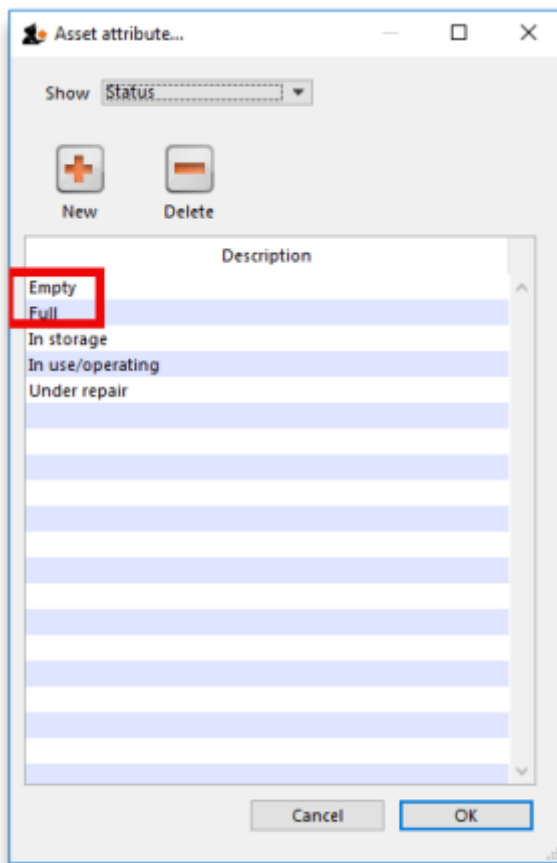 Asset attribute...
Show Status
New Delete
Description
Empty
Full
In storage
In use/operating
Under repair
Cancel OK